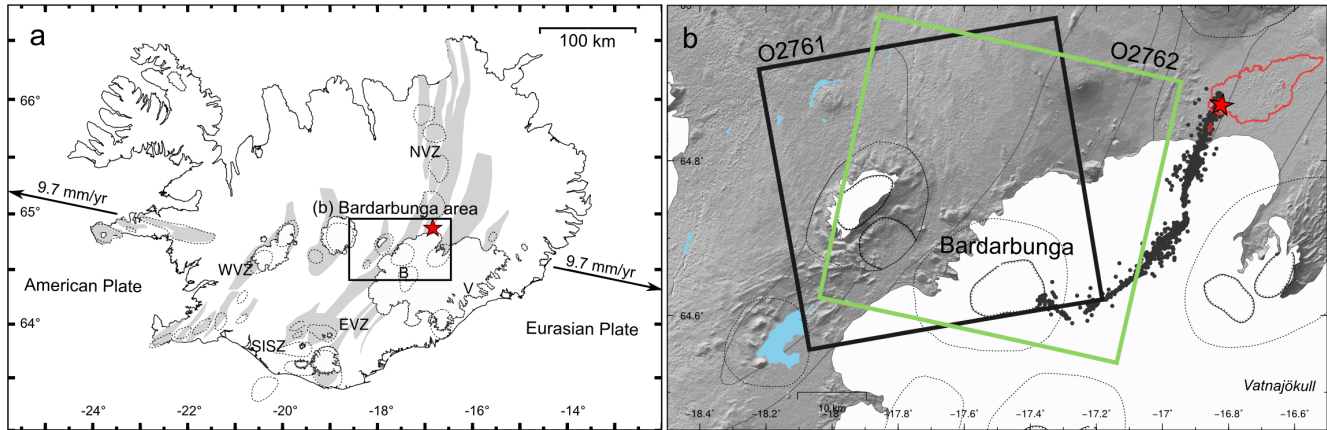 a
100 km
66°
65°
64°
NVZ
9.7 mm/yr
(b) Bardarbunga area
WVZ
B
V
9.7 mm/yr
American Plate
Eurasian Plate
EVZ
SISZ
-24°
-22°
-20°
-18°
-16°
-14°
b
O2761
O2762
64.8°
64.6°
Bardarbunga
Vatnajökull
10 km
-18.4
-18.2
-18
-17.8
-17.6
-17.4
-17.2
-17
-16.8
-16.6